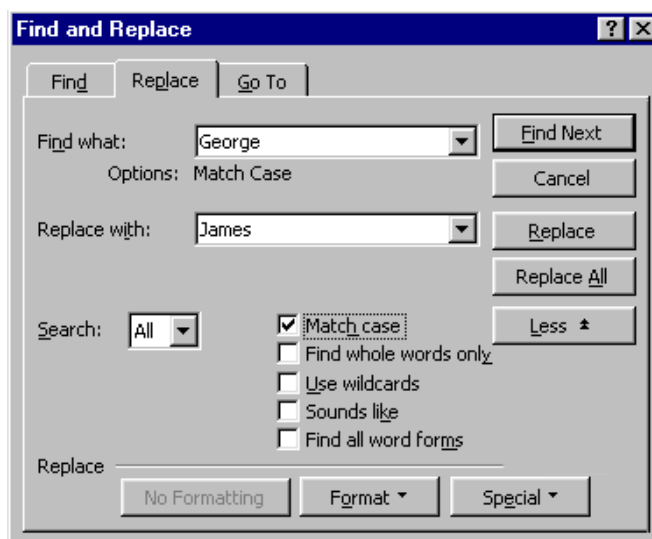 Find and Replace
Find Replace Go To
Find what: George Find Next
Options: Match Case Cancel
Replace with: James Replace
Replace All
Search: All Match case Less
Find whole words only
Use wildcards
Sounds like
Find all word forms
Replace
No Formatting Format Special